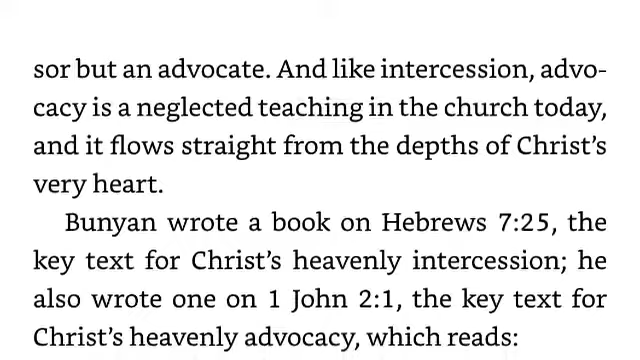 sor but an advocate. And like intercession, advo-
cacy is a neglected teaching in the church today,
and it flows straight from the depths of Christ’s
very heart.
Bunyan wrote a book on Hebrews 7:25, the
key text for Christ’s heavenly intercession; he
also wrote one on 1 John 2:1, the key text for
Christ’s heavenly advocacy, which reads: